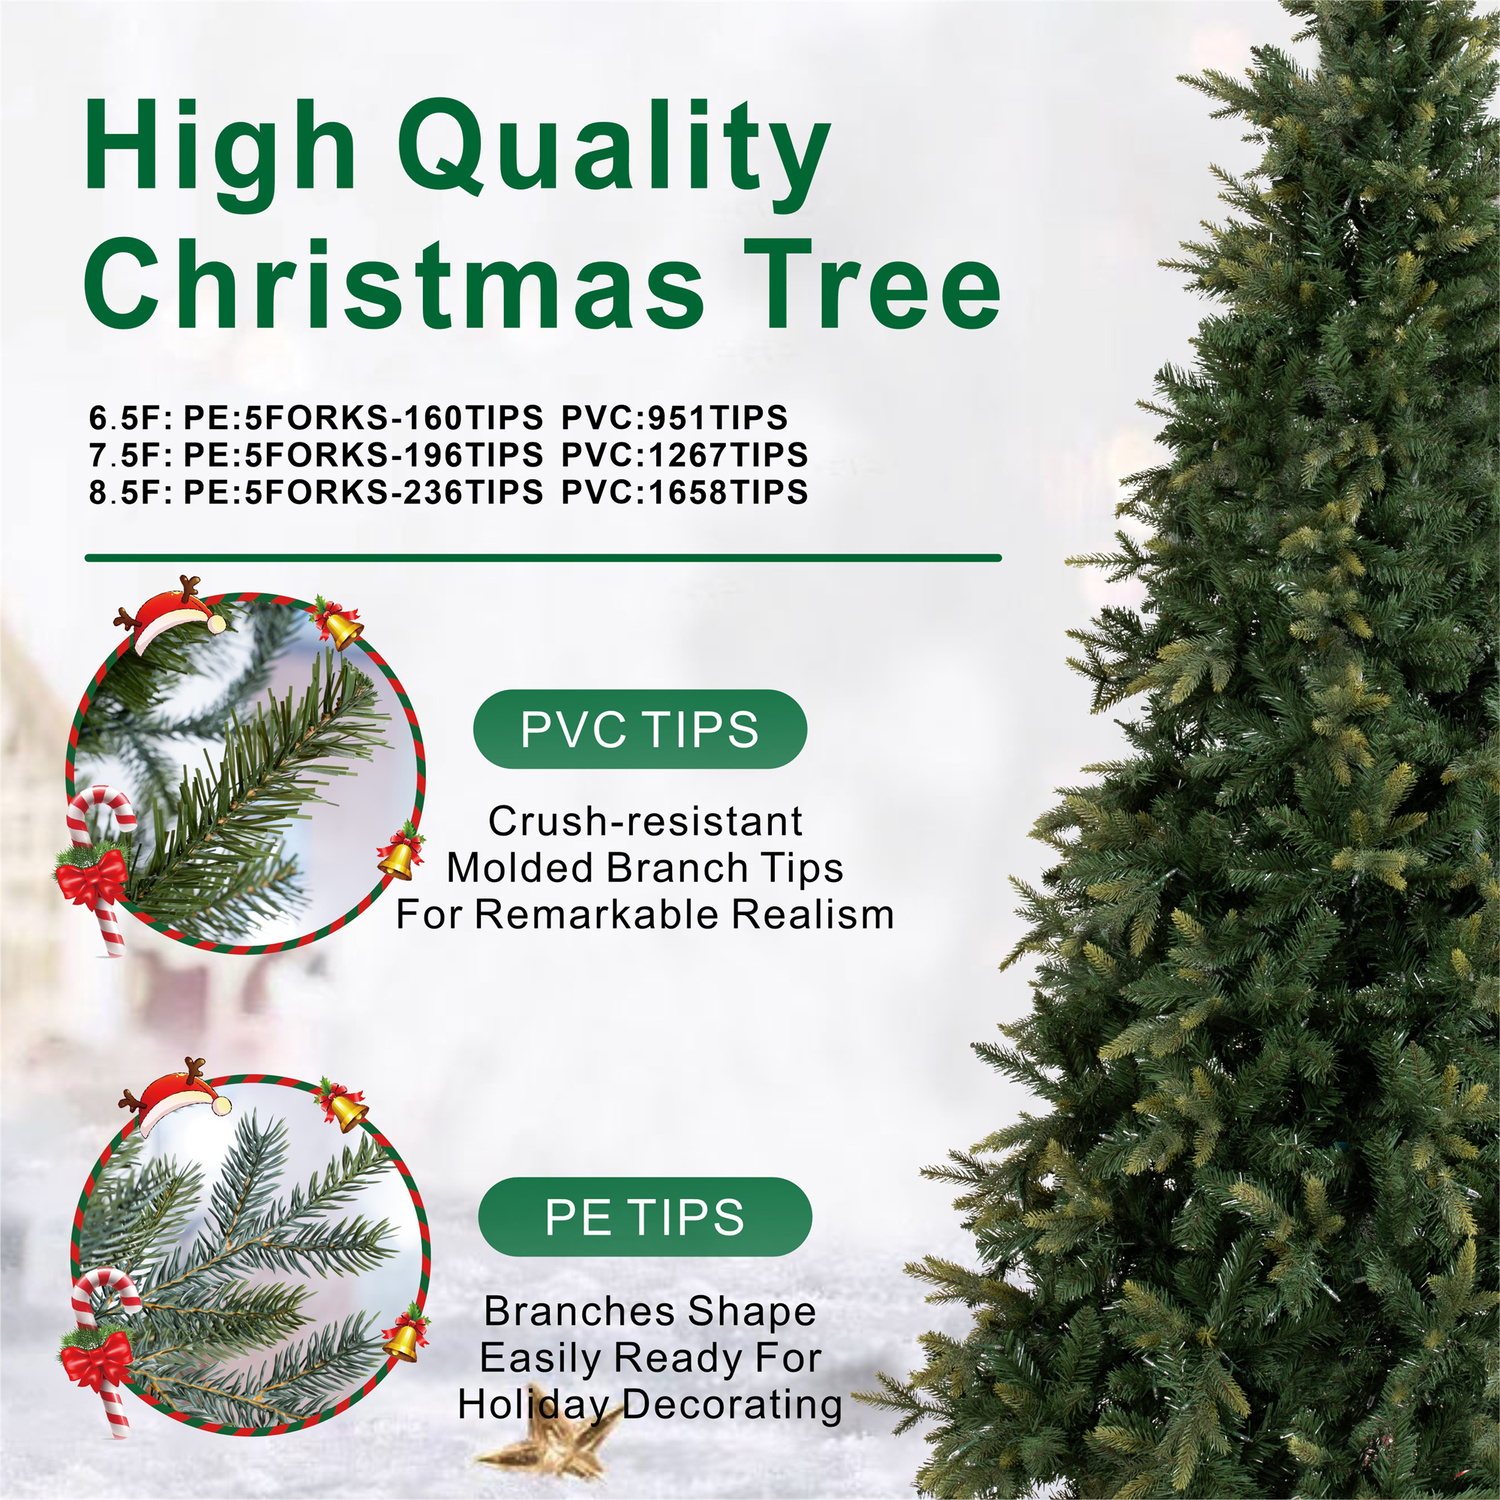 High Quality
Christmas Tree
6.5F: PE:5FORKS-160TIPS PVC:951TIPS
7.5F: PE:5FORKS-196TIPS PVC:1267TIPS
8.5F: PE:5FORKS-236TIPS PVC:1658TIPS
PVC TIPS
Crush-resistant
Molded Branch Tips
For Remarkable Realism
PE TIPS
Branches Shape
Easily Ready For
Holiday Decorating